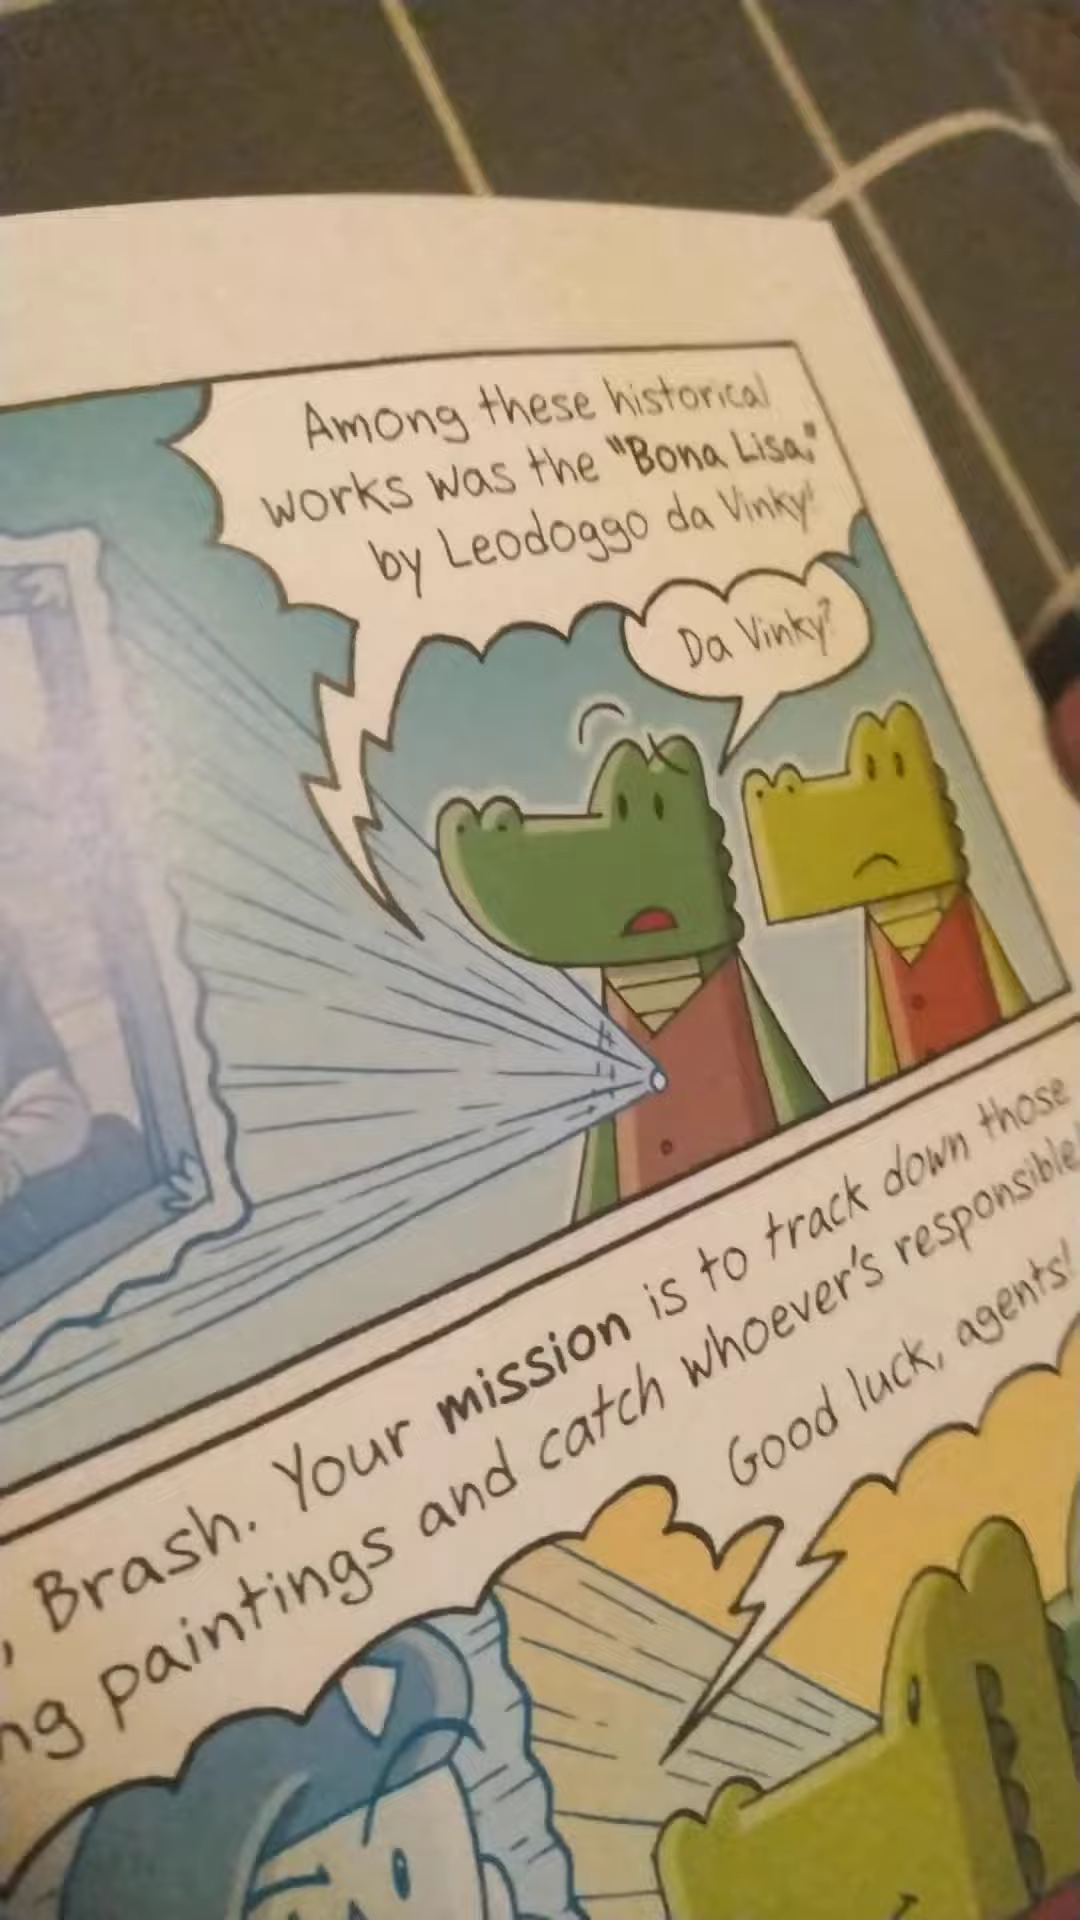 Among these historical
works was the "Bona Lisa,"
by Leodoggo da Vinky!
Da Vinky?
, Brash. Your mission is to track down those
ng paintings and catch whoever's responsible!
Good luck, agents!